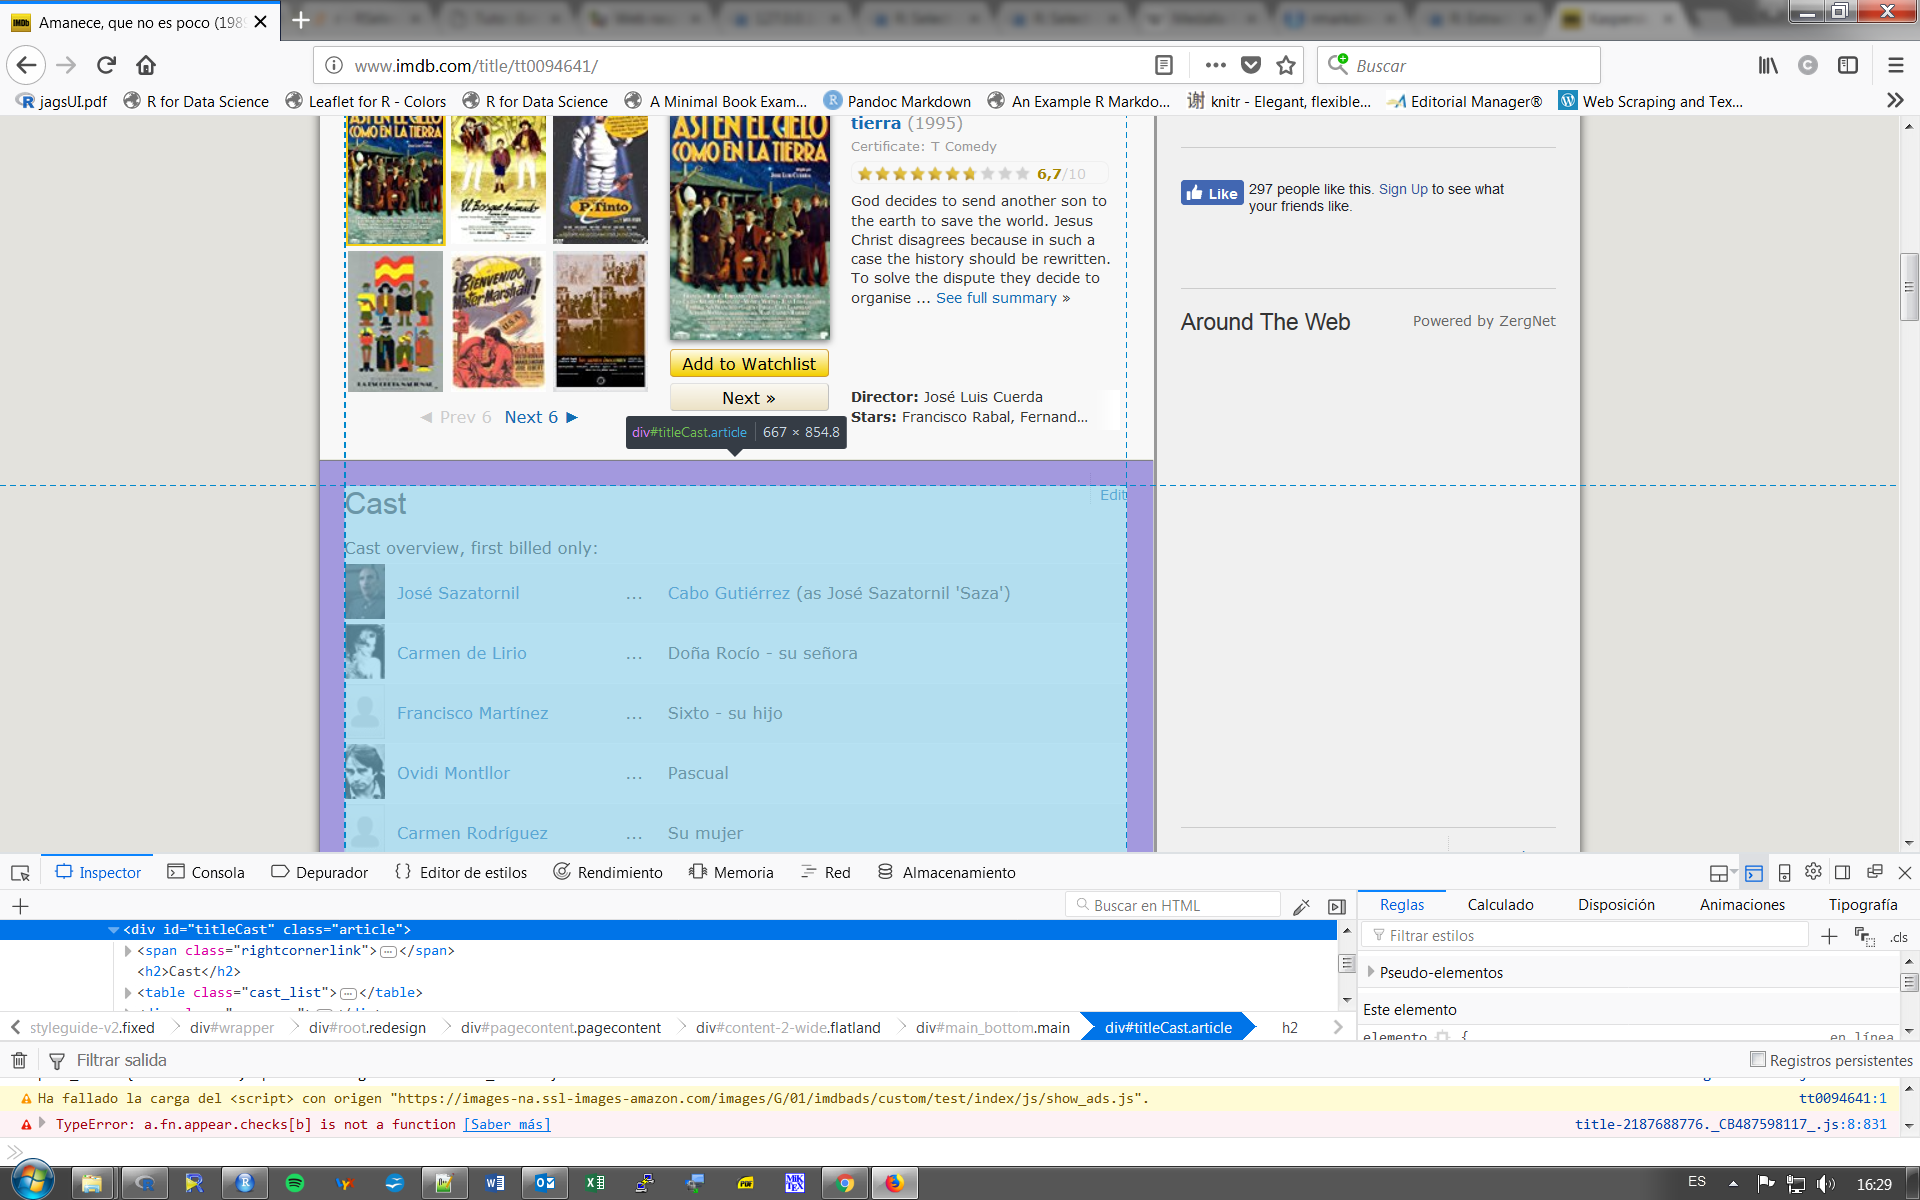 Amanece, que no es poco (198
www.imdb.com/title/tt0094641/
Buscar
jagsUI.pdf
R for Data Science
Leaflet for R - Colors
R for Data Science
A Minimal Book Exam...
Pandoc Markdown
An Example R Markdo...
knitr - Elegant, flexible...
Editorial Manager®
Web Scraping and Tex...
ASÍ EN EL CIELO
COMO EN LA TIERRA
P.Tinto
¡BIENVENIDO,
Mister Marshall!
tierra (1995)
Certificate: T Comedy
6,7/10
God decides to send another son to
the earth to save the world. Jesus
Christ disagrees because in such a
case the history should be rewritten.
To solve the dispute they decide to
organise ... See full summary »
Add to Watchlist
Next »
Director: José Luis Cuerda
Stars: Francisco Rabal, Fernand...
◄ Prev 6 Next 6 ►
Like 297 people like this. Sign Up to see what
your friends like.
Around The Web
Powered by ZergNet
div#titleCast.article | 667 × 854.8
Cast
Edit
Cast overview, first billed only:
José Sazatornil ... Cabo Gutiérrez (as José Sazatornil 'Saza')
Carmen de Lirio ... Doña Rocío - su señora
Francisco Martínez ... Sixto - su hijo
Ovidi Montllor ... Pascual
Carmen Rodríguez ... Su mujer
Inspector
Consola
Depurador
Editor de estilos
Rendimiento
Memoria
Red
Almacenamiento
Buscar en HTML
<div id="titleCast" class="article">
<span class="rightcornerlink">…</span>
<h2>Cast</h2>
<table class="cast_list">…</table>
styleguide-v2.fixed
div#wrapper
div#root.redesign
div#pagecontent.pagecontent
div#content-2-wide.flatland
div#main_bottom.main
div#titleCast.article
h2
Reglas
Calculado
Disposición
Animaciones
Tipografía
Filtrar estilos
.cls
Pseudo-elementos
Este elemento
elemento {
en línea
Filtrar salida
Registros persistentes
Ha fallado la carga del <script> con origen "https://images-na.ssl-images-amazon.com/images/G/01/imdbads/custom/test/index/js/show_ads.js".
tt0094641:1
TypeError: a.fn.appear.checks[b] is not a function [Saber más]
title-2187688776._CB487598117_.js:8:831
ES
16:29